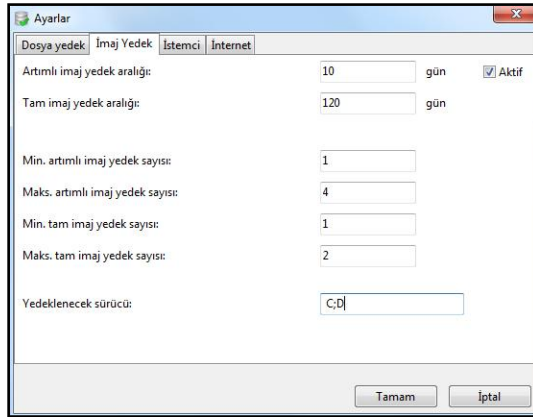 Ayarlar
Dosya yedek İmaj Yedek İstemci İnternet
Artımlı imaj yedek aralığı: 10 gün Aktif
Tam imaj yedek aralığı: 120 gün
Min. artımlı imaj yedek sayısı: 1
Maks. artımlı imaj yedek sayısı: 4
Min. tam imaj yedek sayısı: 1
Maks. tam imaj yedek sayısı: 2
Yedeklenecek sürücü: C;D
Tamam İptal